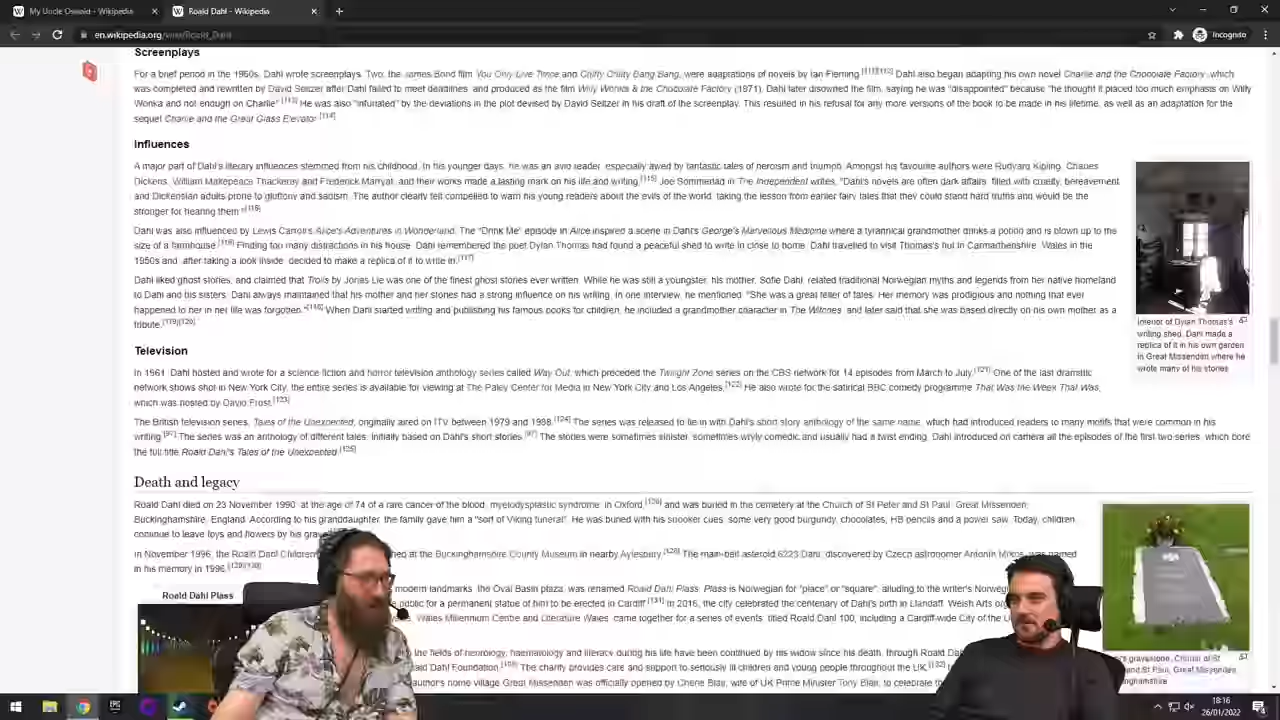 My Uncle Oswald - Wikipedia
Roald Dahl - Wikipedia
en.wikipedia.org/wiki/Roald_Dahl
Incognito
Screenplays
For a brief period in the 1960s, Dahl wrote screenplays. Two, the James Bond film You Only Live Twice and Chitty Chitty Bang Bang, were adaptations of novels by Ian Fleming.[111][112] Dahl also began adapting his own novel Charlie and the Chocolate Factory, which
was completed and rewritten by David Seltzer after Dahl failed to meet deadlines, and produced as the film Willy Wonka & the Chocolate Factory (1971). Dahl later disowned the film, saying he was "disappointed" because "he thought it placed too much emphasis on Willy
Wonka and not enough on Charlie".[113] He was also "infuriated" by the deviations in the plot devised by David Seltzer in his draft of the screenplay. This resulted in his refusal for any more versions of the book to be made in his lifetime, as well as an adaptation for the
sequel Charlie and the Great Glass Elevator.[114]
Influences
A major part of Dahl's literary influences stemmed from his childhood. In his younger days, he was an avid reader, especially awed by fantastic tales of heroism and triumph. Amongst his favourite authors were Rudyard Kipling, Charles
Dickens, William Makepeace Thackeray and Frederick Marryat, and their works made a lasting mark on his life and writing.[115] Joe Sommerlad in The Independent writes, "Dahl's novels are often dark affairs, filled with cruelty, bereavement
and Dickensian adults prone to gluttony and sadism. The author clearly felt compelled to warn his young readers about the evils of the world, taking the lesson from earlier fairy tales that they could stand hard truths and would be the
stronger for hearing them."[116]
Dahl was also influenced by Lewis Carroll's Alice's Adventures in Wonderland. The "Drink Me" episode in Alice inspired a scene in Dahl's George's Marvellous Medicine where a tyrannical grandmother drinks a potion and is blown up to the
size of a farmhouse.[116] Finding too many distractions in his house, Dahl remembered the poet Dylan Thomas had found a peaceful shed to write in close to home. Dahl travelled to visit Thomas's hut in Carmarthenshire, Wales in the
1950s and, after taking a look inside, decided to make a replica of it to write in.[117]
Dahl liked ghost stories, and claimed that Trolls by Jonas Lie was one of the finest ghost stories ever written. While he was still a youngster, his mother, Sofie Dahl, related traditional Norwegian myths and legends from her native homeland
to Dahl and his sisters. Dahl always maintained that his mother and her stories had a strong influence on his writing. In one interview, he mentioned: "She was a great teller of tales. Her memory was prodigious and nothing that ever
happened to her in her life was forgotten."[118] When Dahl started writing and publishing his famous books for children, he included a grandmother character in The Witches, and later said that she was based directly on his own mother as a
tribute.[119][120]
Interior of Dylan Thomas's
writing shed. Dahl made a
replica of it in his own garden
in Great Missenden where he
wrote many of his stories
Television
In 1961, Dahl hosted and wrote for a science fiction and horror television anthology series called Way Out, which preceded the Twilight Zone series on the CBS network for 14 episodes from March to July.[121] One of the last dramatic
network shows shot in New York City, the entire series is available for viewing at The Paley Center for Media in New York City and Los Angeles.[122] He also wrote for the satirical BBC comedy programme That Was the Week That Was,
which was hosted by David Frost.[123]
The British television series, Tales of the Unexpected, originally aired on ITV between 1979 and 1988.[124] The series was released to tie in with Dahl's short story anthology of the same name, which had introduced readers to many motifs that were common in his
writing.[97] The series was an anthology of different tales, initially based on Dahl's short stories.[97] The stories were sometimes sinister, sometimes wryly comedic and usually had a twist ending. Dahl introduced on camera all the episodes of the first two series, which bore
the full title Roald Dahl's Tales of the Unexpected.[125]
Death and legacy
Roald Dahl died on 23 November 1990, at the age of 74 of a rare cancer of the blood, myelodysplastic syndrome, in Oxford,[126] and was buried in the cemetery at the Church of St Peter and St Paul, Great Missenden,
Buckinghamshire, England. According to his granddaughter, the family gave him a "sort of Viking funeral". He was buried with his snooker cues, some very good burgundy, chocolates, HB pencils and a power saw. Today, children
continue to leave toys and flowers by his grave
In November 1996, the Roald Dahl Children hed at the Buckinghamshire County Museum in nearby Aylesbury.[128] The main-belt asteroid 6223 Dahl, discovered by Czech astronomer Antonín Mrkos, was named
in his memory in 1996.[129][130]
Roald Dahl Plass
modern landmarks, the Oval Basin plaza, was renamed Roald Dahl Plass. Plass is Norwegian for "place" or "square", alluding to the writer's Norwegi
public for a permanent statue of him to be erected in Cardiff.[131] In 2016, the city celebrated the centenary of Dahl's birth in Llandaff. Welsh Arts org
Wales Millennium Centre and Literature Wales, came together for a series of events, titled Roald Dahl 100, including a Cardiff-wide City of the U
the fields of neurology, haematology and literacy during his life have been continued by his widow since his death, through Roald Da
ald Dahl Foundation.[109] The charity provides care and support to seriously ill children and young people throughout the UK.[132]
author's home village Great Missenden was officially opened by Cherie Blair, wife of UK Prime Minister Tony Blair, to celebrate th
gravestone, Church of St
and St Paul, Great Missenden,
nghamshire
18:16
26/01/2022